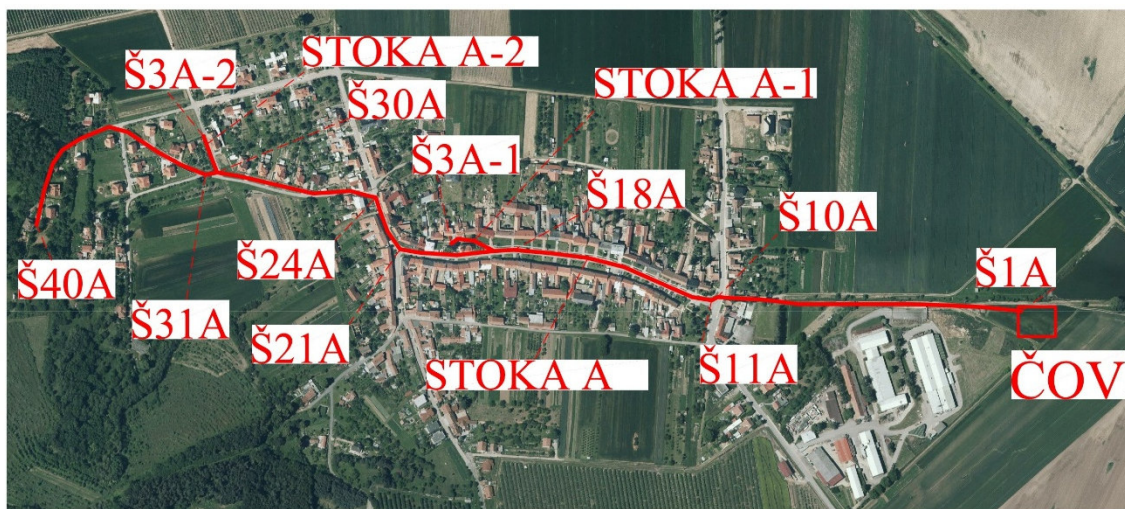 STOKA A-2
Š3A-2
STOKA A-1
Š30A
Š3A-1
Š18A
Š10A
Š24A
Š1A
Š40A
Š31A
Š21A
STOKA A
Š11A
ČOV